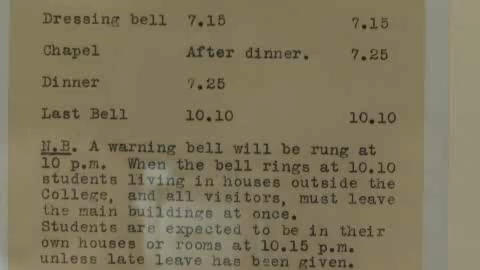 Dressing bell 7.15 7.15
Chapel After dinner. 7.25
Dinner 7.25
Last Bell 10.10 10.10
N.B. A warning bell will be rung at
10 p.m. When the bell rings at 10.10
students living in houses outside the
College, and all visitors, must leave
the main buildings at once.
Students are expected to be in their
own houses or rooms at 10.15 p.m.
unless late leave has been given.